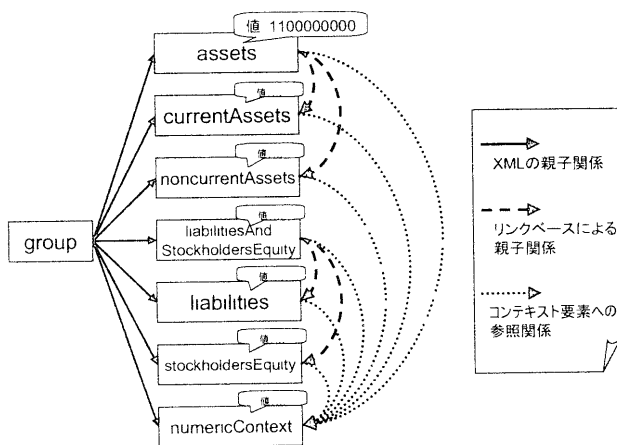 値 1100000000
assets
値
currentAssets
値
noncurrentAssets
値
liabilitiesAnd
StockholdersEquity
group
値
liabilities
値
stockholdersEquity
値
numericContext
XMLの親子関係
リンクベースによる
親子関係
コンテキスト要素への
参照関係